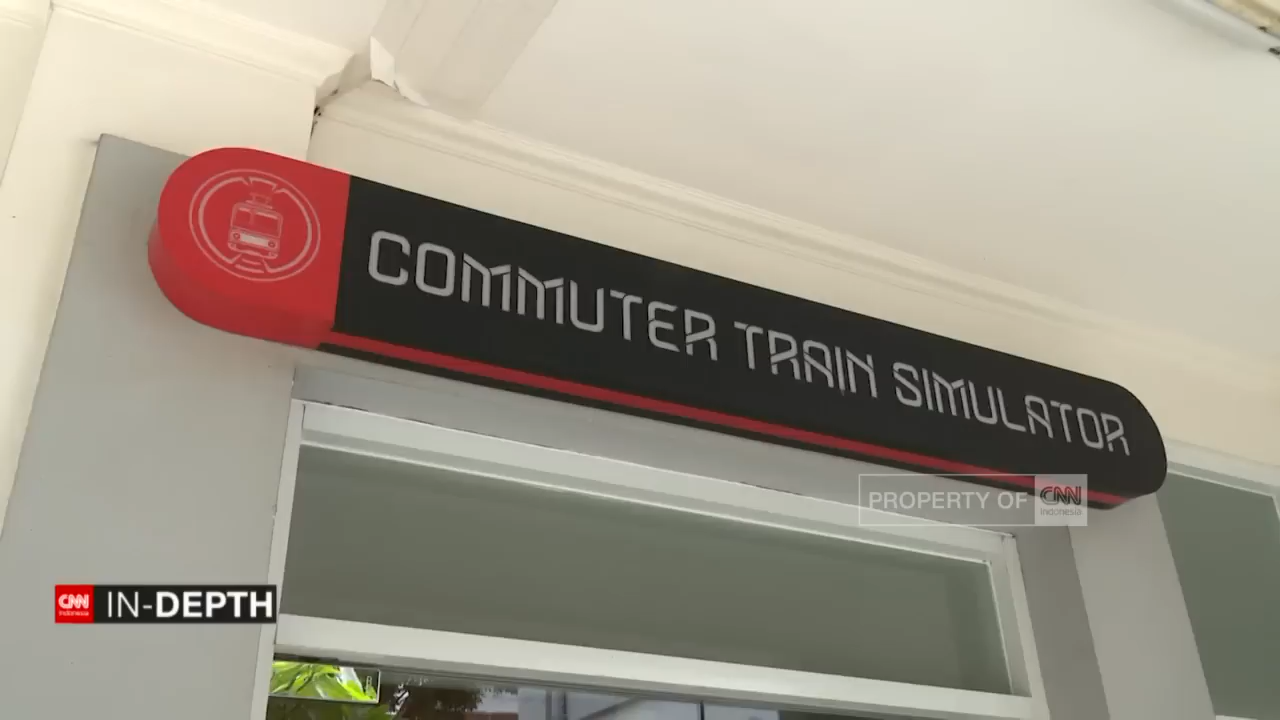 COMMUTER TRAIN SIMULATOR
PROPERTY OF CNN Indonesia
CNN Indonesia IN-DEPTH